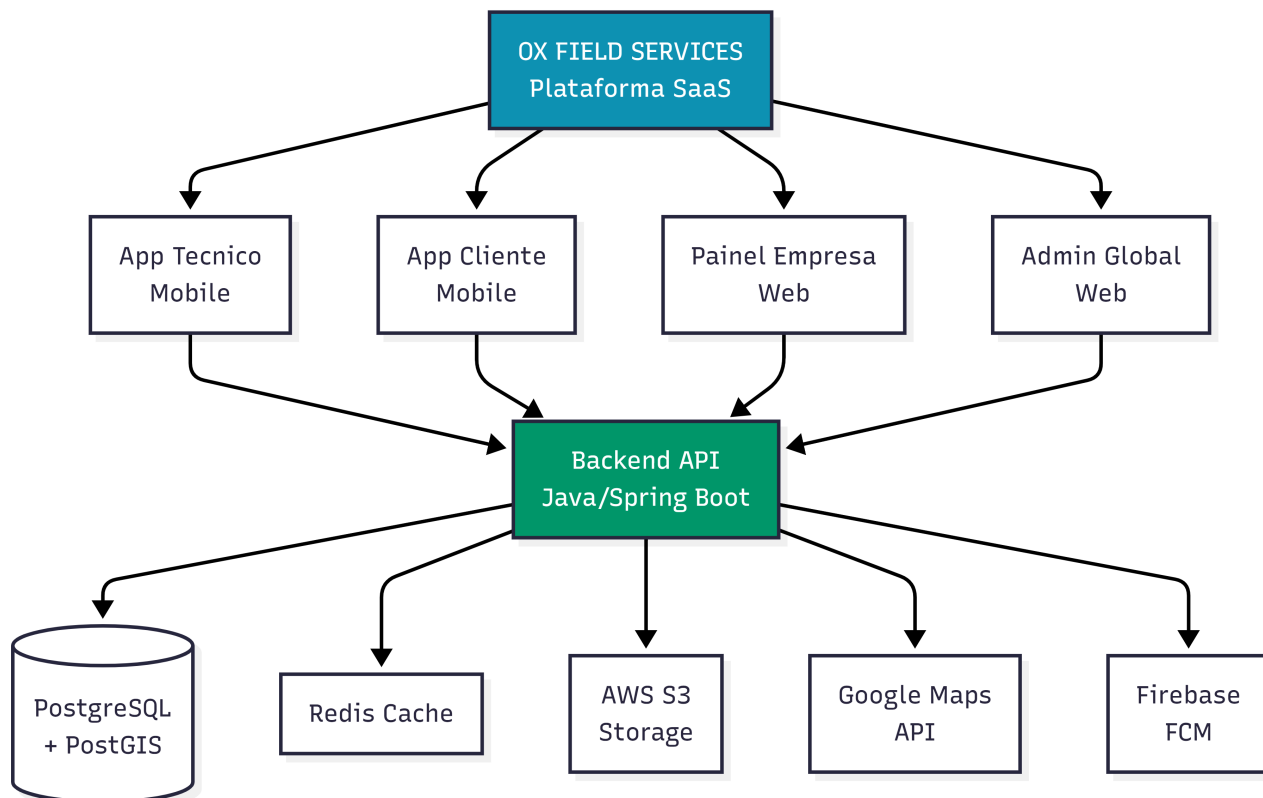 OX FIELD SERVICES
Plataforma SaaS
App Tecnico
Mobile
App Cliente
Mobile
Painel Empresa
Web
Admin Global
Web
Backend API
Java/Spring Boot
PostgreSQL
+ PostGIS
Redis Cache
AWS S3
Storage
Google Maps
API
Firebase
FCM